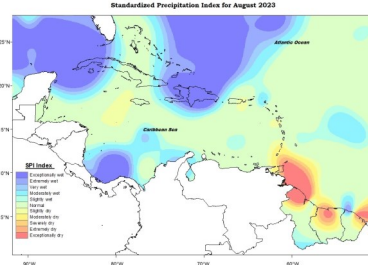 Standardized Precipitation Index for August 2023
Atlantic Ocean
Caribbean Sea
SPI Index
Exceptionally wet
Extremely wet
Very wet
Moderately wet
Slightly wet
Normal
Slightly dry
Moderately dry
Severely dry
Extremely dry
Exceptionally dry